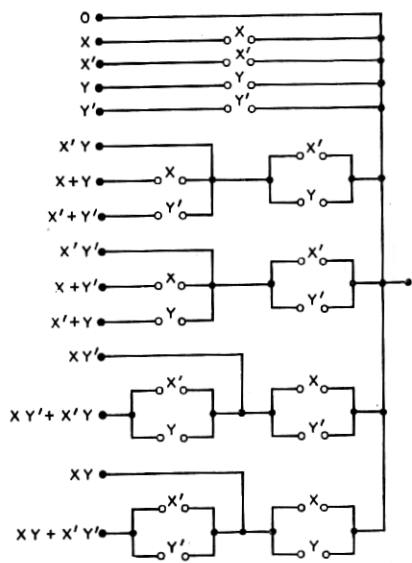 0
X X
X' X'
Y Y
Y' Y'
X' Y
X'
X+Y X
Y
X'+Y' Y'
X' Y'
X'
X+Y' X
Y'
X'+Y Y
X Y'
X' X
X Y' + X' Y
Y Y'
X Y
X' X
X Y + X' Y'
Y' Y